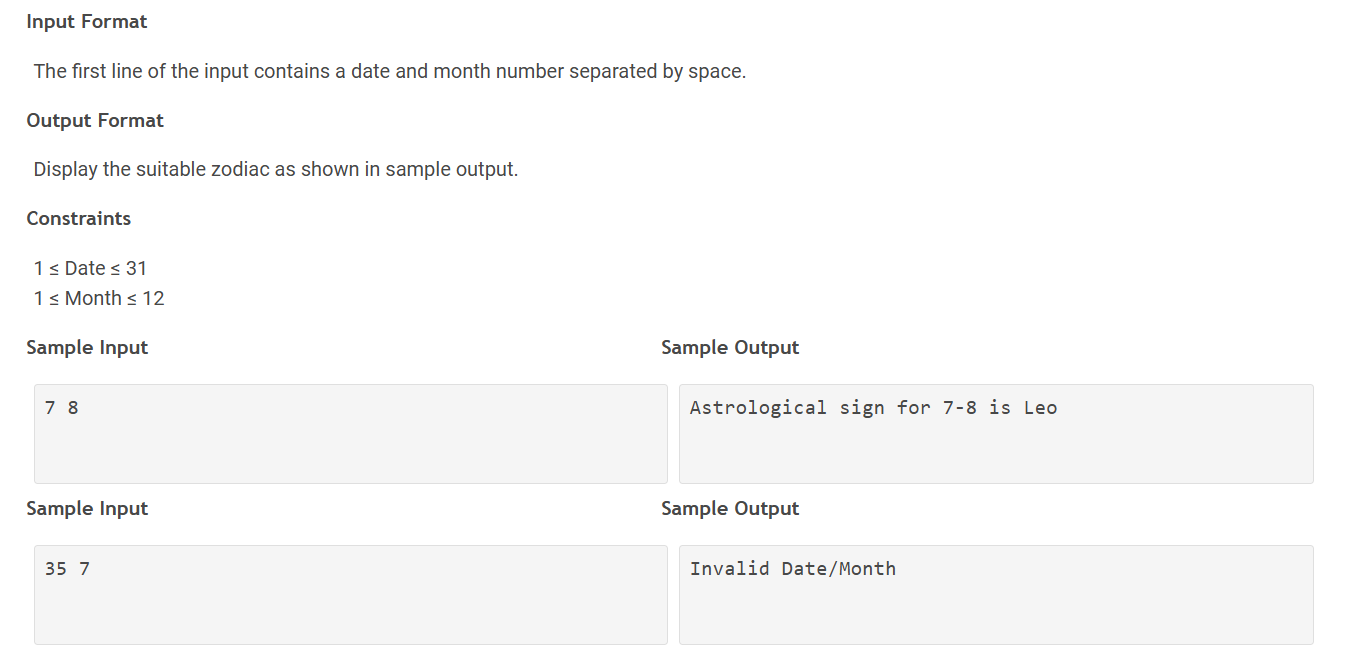 Input Format
The first line of the input contains a date and month number separated by space.
Output Format
Display the suitable zodiac as shown in sample output.
Constraints
1 ≤ Date ≤ 31
1 ≤ Month ≤ 12
Sample Input
Sample Output
7 8
Astrological sign for 7-8 is Leo
Sample Input
Sample Output
35 7
Invalid Date/Month